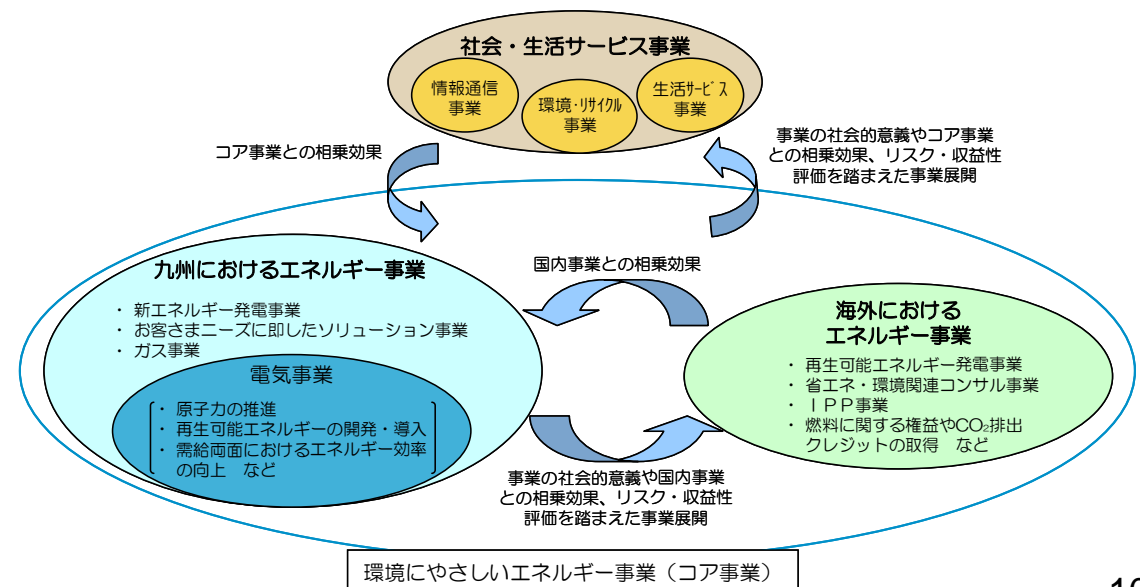 社会・生活サービス事業
情報通信
事業
環境・ﾘｻｲｸﾙ
事業
生活ｻｰﾋﾞｽ
事業
コア事業との相乗効果
事業の社会的意義やコア事業
との相乗効果、リスク・収益性
評価を踏まえた事業展開
九州におけるエネルギー事業
・ 新エネルギー発電事業
・ お客さまニーズに即したソリューション事業
・ ガス事業
電気事業
・ 原子力の推進
・ 再生可能エネルギーの開発・導入
・ 需給両面におけるエネルギー効率
の向上　など
国内事業との相乗効果
海外における
エネルギー事業
・ 再生可能エネルギー発電事業
・ 省エネ・環境関連コンサル事業
・ ＩＰＰ事業
・ 燃料に関する権益やCO₂排出
クレジットの取得　など
事業の社会的意義や国内事業
との相乗効果、リスク・収益性
評価を踏まえた事業展開
環境にやさしいエネルギー事業（コア事業）